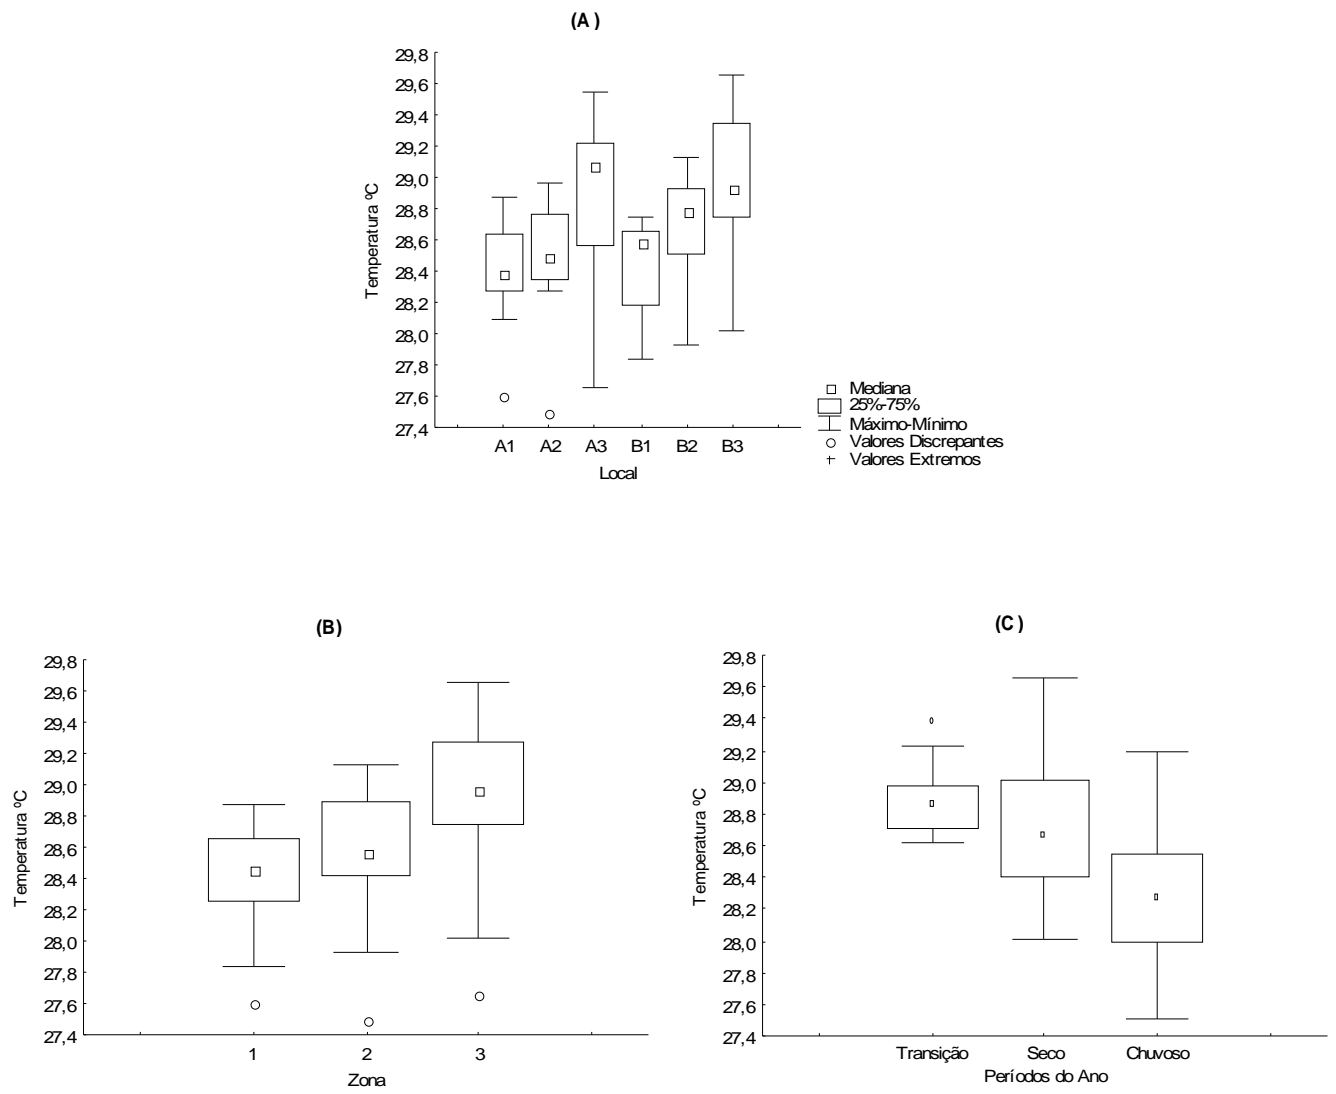 (A)
29,8
29,6
29,4
29,2
29,0
28,8
28,6
28,4
28,2
28,0
27,8
27,6
27,4
Temperatura ºC
A1 A2 A3 B1 B2 B3
Local
Mediana
25%-75%
Máximo-Mínimo
Valores Discrepantes
Valores Extremos
(B)
29,8
29,6
29,4
29,2
29,0
28,8
28,6
28,4
28,2
28,0
27,8
27,6
27,4
Temperatura ºC
1 2 3
Zona
(C)
29,8
29,6
29,4
29,2
29,0
28,8
28,6
28,4
28,2
28,0
27,8
27,6
27,4
Temperatura ºC
Transição Seco Chuvoso
Períodos do Ano